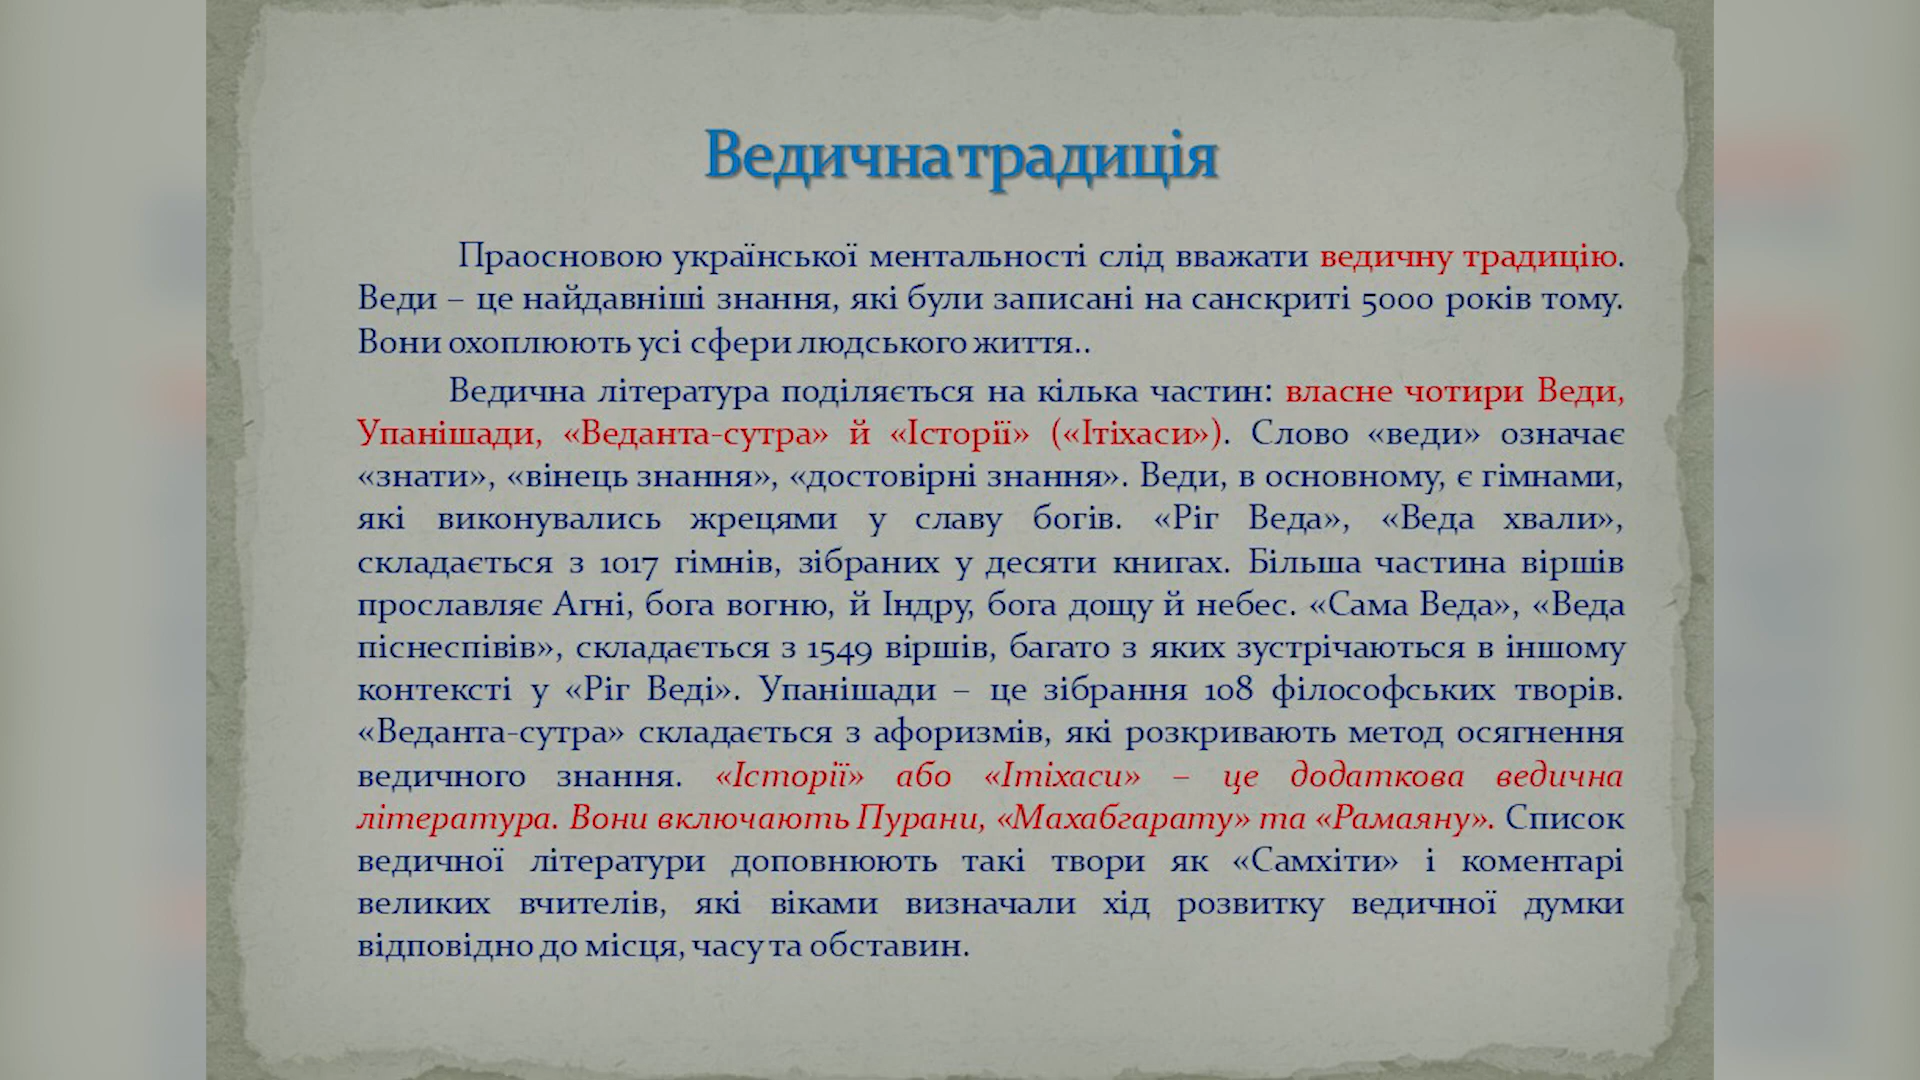 Ведична традиція
Праосновою української ментальності слід вважати ведичну традицію.
Веди – це найдавніші знання, які були записані на санскриті 5000 років тому.
Вони охоплюють усі сфери людського життя..
Ведична література поділяється на кілька частин: власне чотири Веди,
Упанішади, «Веданта-сутра» й «Історії» («Ітіхаси»). Слово «веди» означає
«знати», «вінець знання», «достовірні знання». Веди, в основному, є гімнами,
які виконувались жрецями у славу богів. «Ріг Веда», «Веда хвали»,
складається з 1017 гімнів, зібраних у десяти книгах. Більша частина віршів
прославляє Агні, бога вогню, й Індру, бога дощу й небес. «Сама Веда», «Веда
піснеспівів», складається з 1549 віршів, багато з яких зустрічаються в іншому
контексті у «Ріг Веді». Упанішади – це зібрання 108 філософських творів.
«Веданта-сутра» складається з афоризмів, які розкривають метод осягнення
ведичного знання. «Історії» або «Ітіхаси» – це додаткова ведична
література. Вони включають Пурани, «Махабгарату» та «Рамаяну». Список
ведичної літератури доповнюють такі твори як «Самхіти» і коментарі
великих вчителів, які віками визначали хід розвитку ведичної думки
відповідно до місця, часу та обставин.